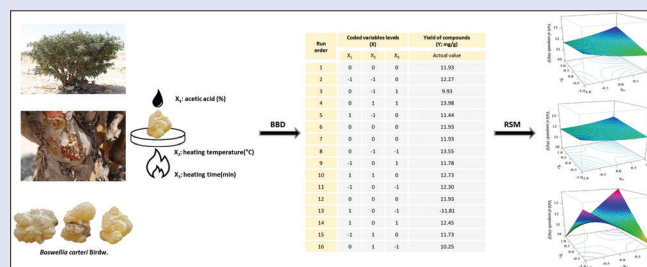 X₁: acetic acid (%)
X₂: heating temperature(°C)
X₃: heating time(min)
Boswellia carteri Birdw.
BBD
Run order Coded variables levels (X) Yield of compounds (Y; mg/g)
X₁ X₂ X₃ Actual value
1 0 0 0 11.93
2 -1 -1 0 12.27
3 0 -1 1 9.93
4 0 1 1 13.98
5 1 -1 0 11.44
6 0 0 0 11.93
7 0 0 0 11.93
8 0 -1 -1 13.55
9 -1 0 1 11.78
10 1 1 0 12.73
11 -1 0 -1 12.30
12 0 0 0 11.93
13 1 0 -1 -11.81
14 1 0 1 12.45
15 -1 1 0 11.73
16 0 1 -1 10.25
RSM